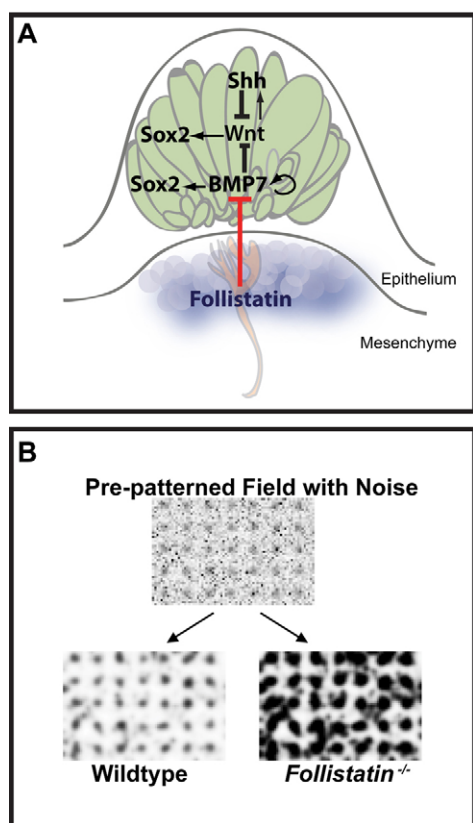 A
Shh
Sox2 Wnt
Sox2 BMP7
Follistatin
Epithelium
Mesenchyme
B
Pre-patterned Field with Noise
Wildtype Follistatin -/-